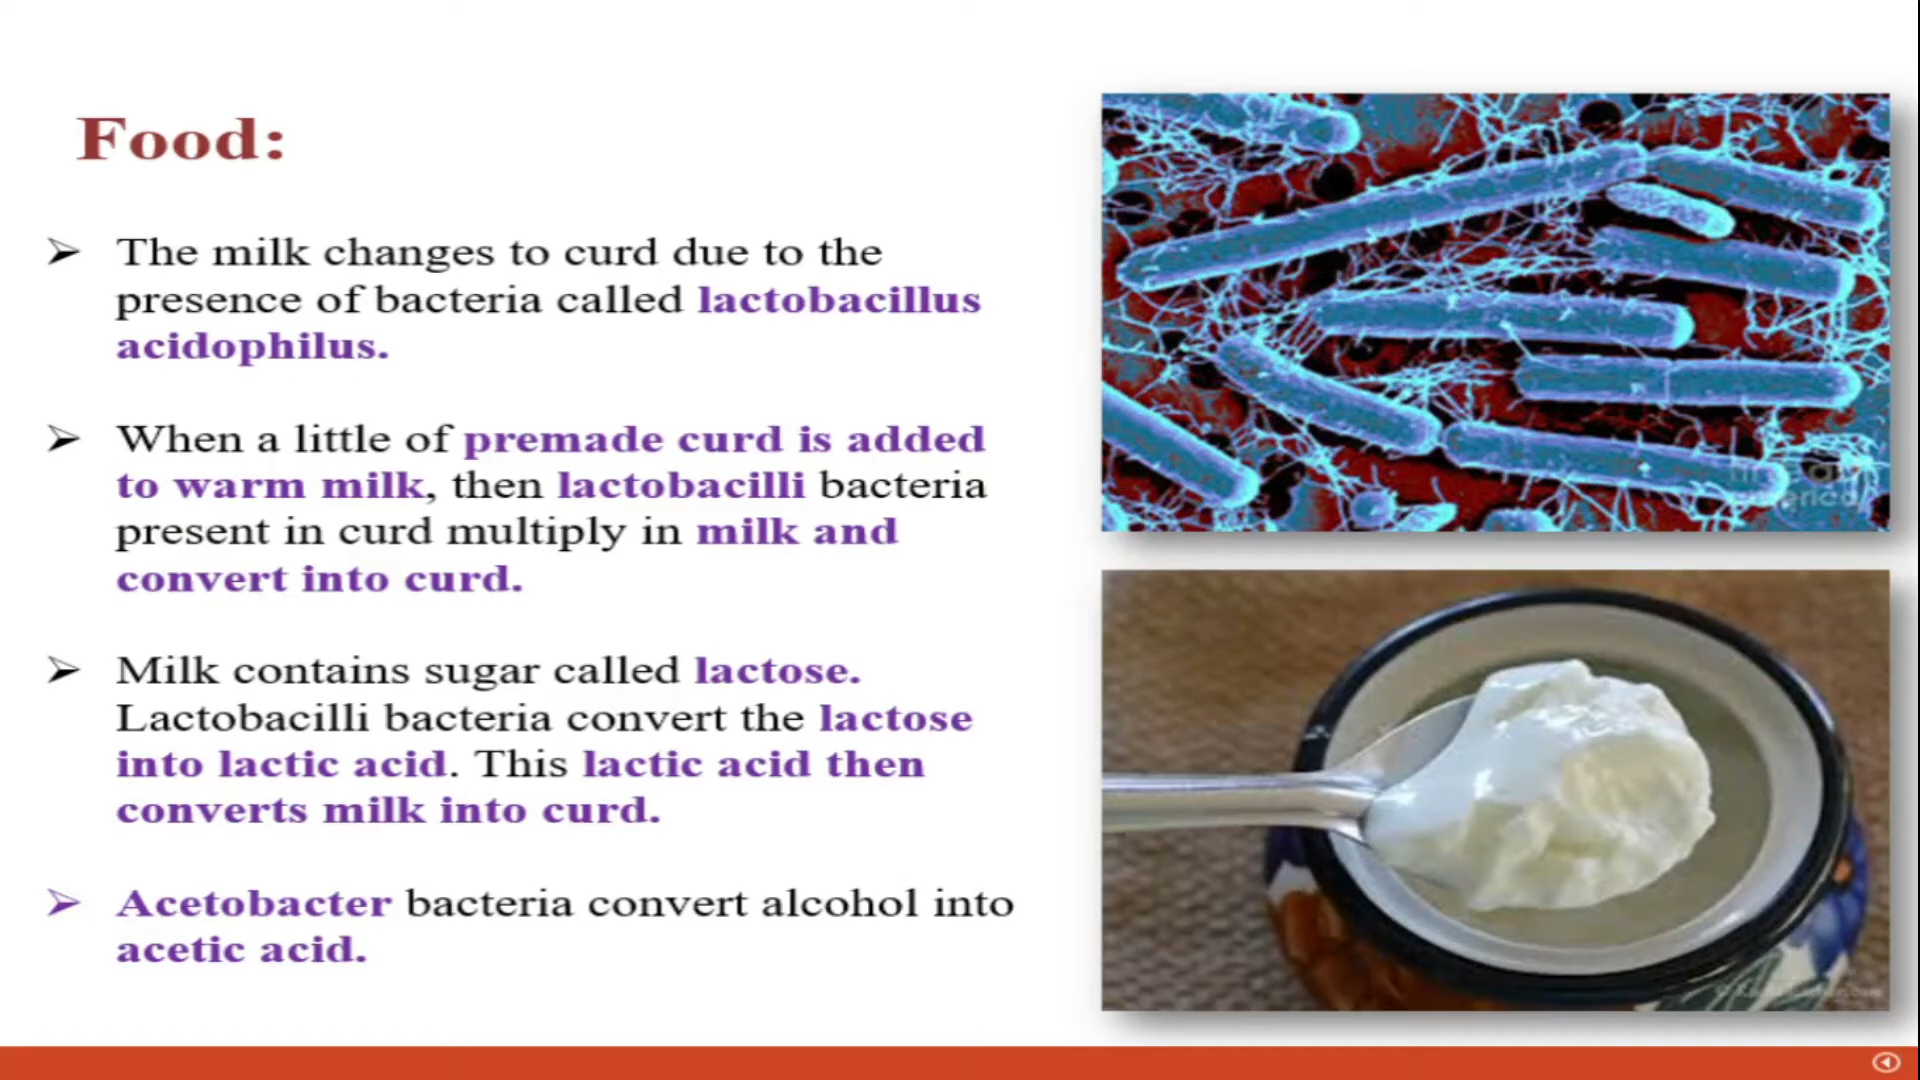 Food:
➢ The milk changes to curd due to the
presence of bacteria called lactobacillus
acidophilus.
➢ When a little of premade curd is added
to warm milk, then lactobacilli bacteria
present in curd multiply in milk and
convert into curd.
➢ Milk contains sugar called lactose.
Lactobacilli bacteria convert the lactose
into lactic acid. This lactic acid then
converts milk into curd.
➢ Acetobacter bacteria convert alcohol into
acetic acid.